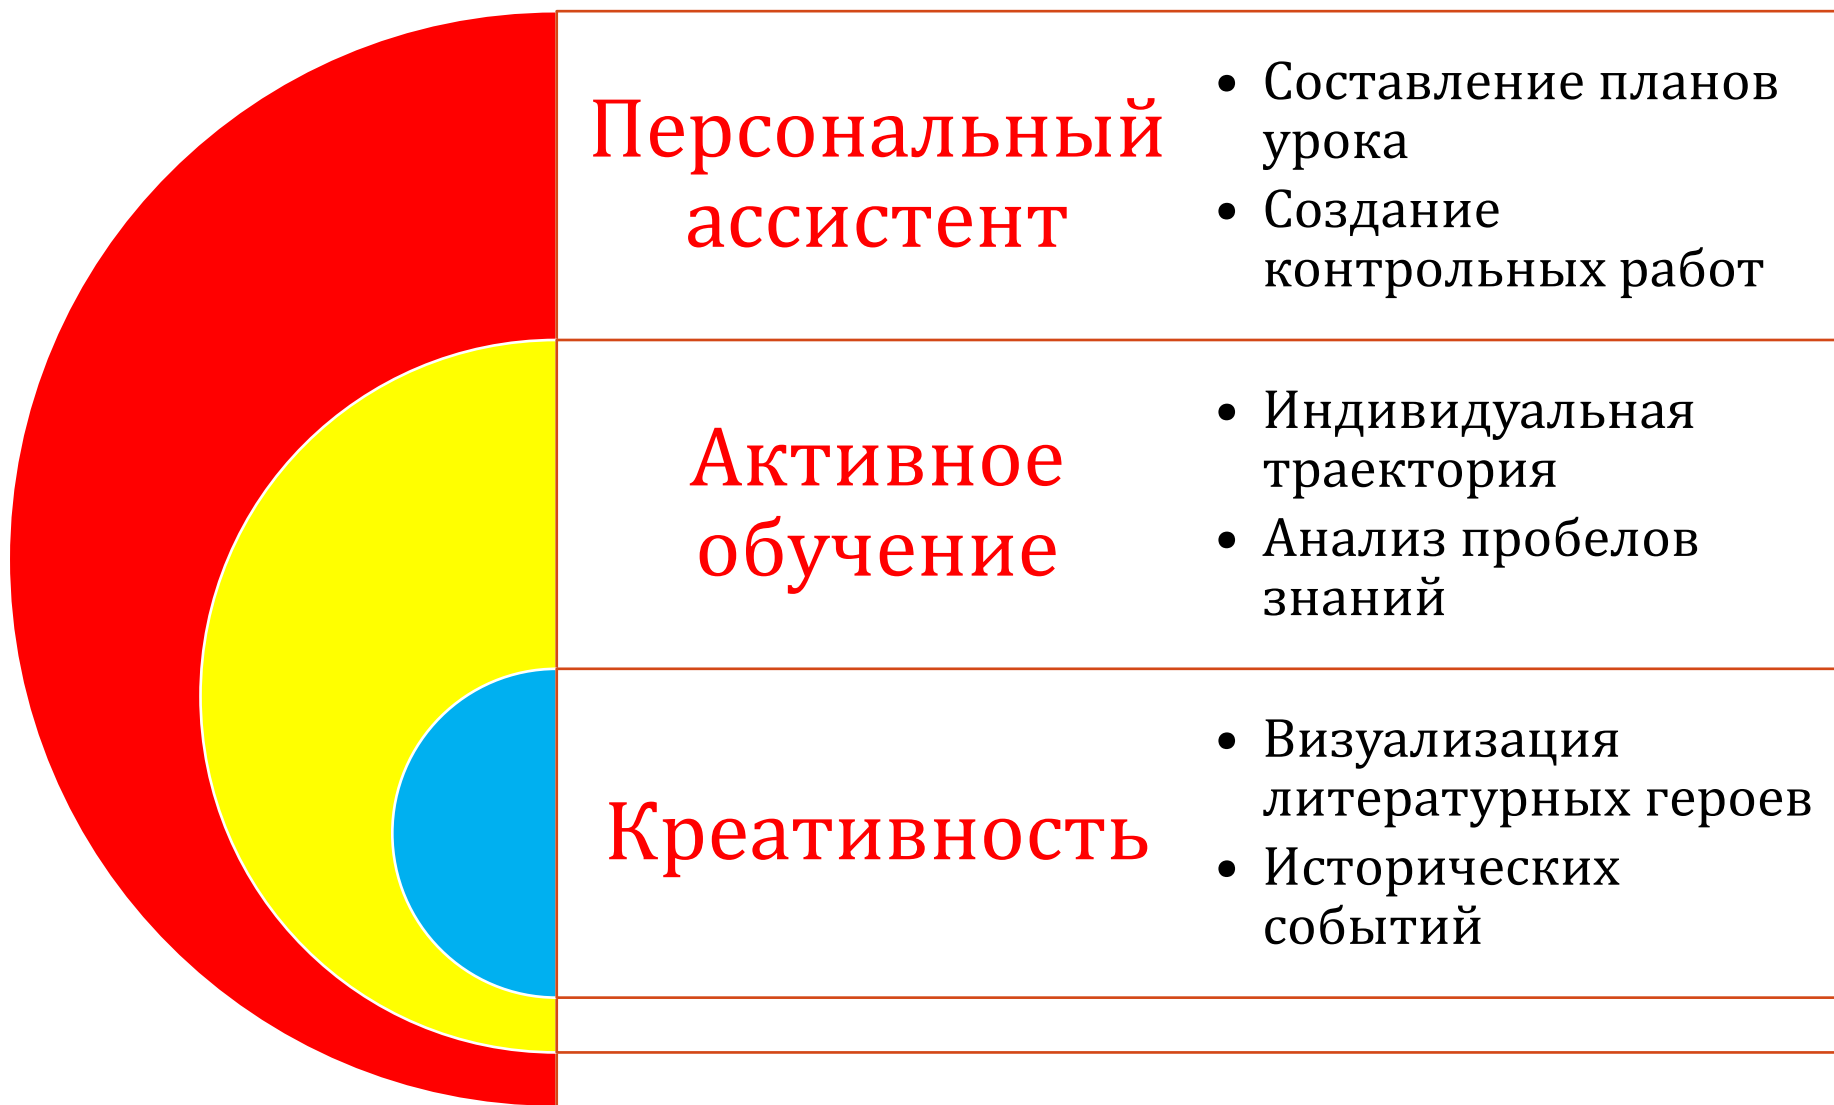 Персональный
ассистент
• Составление планов
урока
• Создание
контрольных работ
Активное
обучение
• Индивидуальная
траектория
• Анализ пробелов
знаний
Креативность
• Визуализация
литературных героев
• Исторических
событий